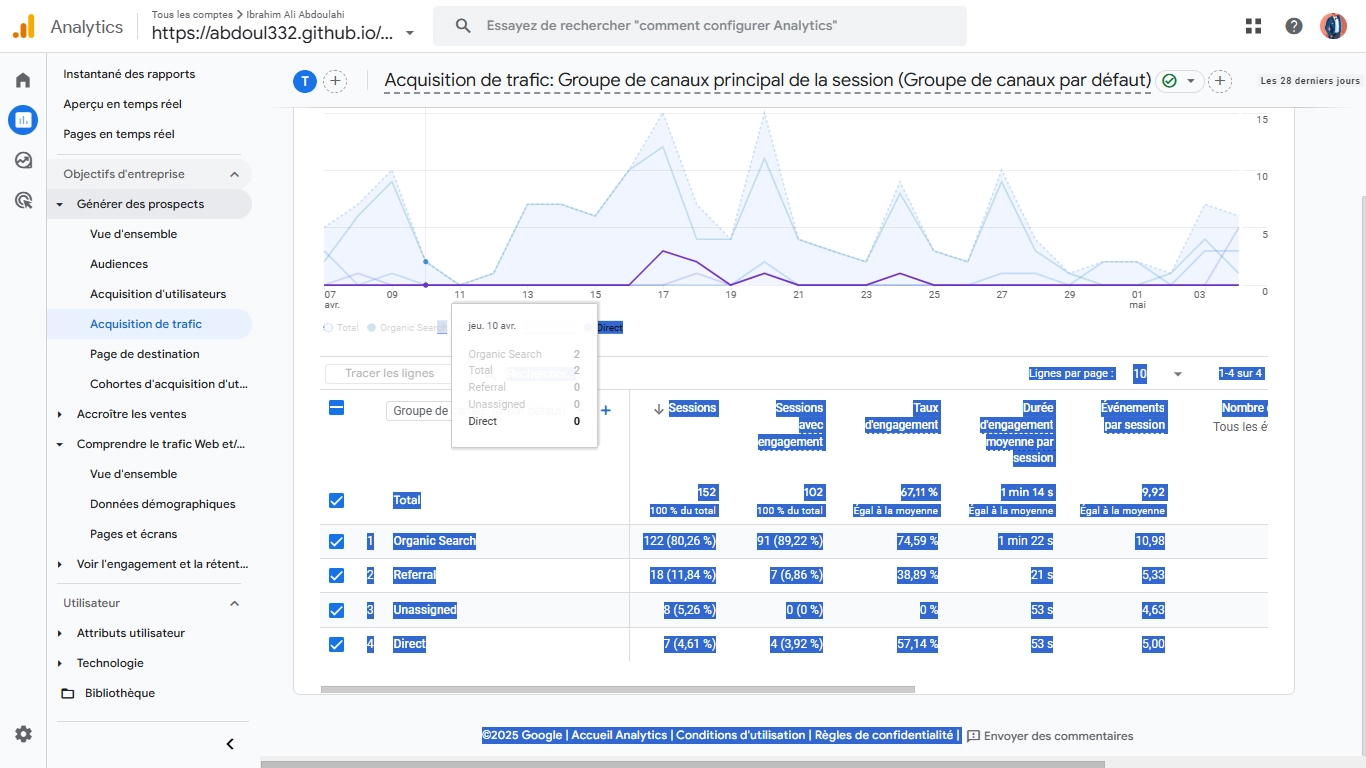 Analytics
Tous les comptes > Ibrahim Ali Abdoulahi
https://abdoul332.github.io/...
Essayez de rechercher "comment configurer Analytics"
Instantané des rapports
Aperçu en temps réel
Pages en temps réel
Objectifs d'entreprise
Générer des prospects
Vue d'ensemble
Audiences
Acquisition d'utilisateurs
Acquisition de trafic
Page de destination
Cohortes d'acquisition d'ut...
Accroître les ventes
Comprendre le trafic Web et/...
Vue d'ensemble
Données démographiques
Pages et écrans
Voir l'engagement et la rétent...
Utilisateur
Attributs utilisateur
Technologie
Bibliothèque
T
Acquisition de trafic: Groupe de canaux principal de la session (Groupe de canaux par défaut)
Les 28 derniers jours
15
10
5
0
07 09 11 13 15 17 19 21 23 25 27 29 01 03
avr. mai
Total Organic Search Direct
jeu. 10 avr.
Organic Search 2
Total 2
Referral 0
Unassigned 0
Direct 0
Tracer les lignes
Lignes par page : 10 1-4 sur 4
Groupe de
Sessions
Sessions avec engagement
Taux d'engagement
Durée d'engagement moyenne par session
Événements par session
Nombre
Tous les é
Total 152 102 67,11 % 1 min 14 s 9,92
100 % du total 100 % du total Égal à la moyenne Égal à la moyenne Égal à la moyenne
1 Organic Search 122 (80,26 %) 91 (89,22 %) 74,59 % 1 min 22 s 10,98
2 Referral 18 (11,84 %) 7 (6,86 %) 38,89 % 21 s 5,33
3 Unassigned 8 (5,26 %) 0 (0 %) 0 % 53 s 4,63
4 Direct 7 (4,61 %) 4 (3,92 %) 57,14 % 53 s 5,00
©2025 Google | Accueil Analytics | Conditions d'utilisation | Règles de confidentialité | Envoyer des commentaires